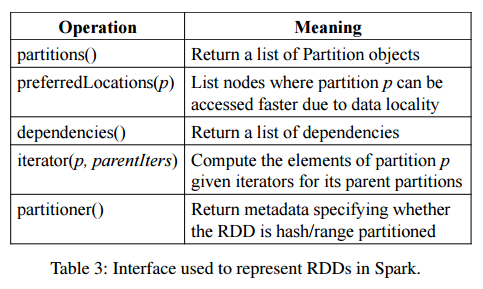 Operation Meaning
partitions() Return a list of Partition objects
preferredLocations(p) List nodes where partition p can be
accessed faster due to data locality
dependencies() Return a list of dependencies
iterator(p, parentIters) Compute the elements of partition p
given iterators for its parent partitions
partitioner() Return metadata specifying whether
the RDD is hash/range partitioned
Table 3: Interface used to represent RDDs in Spark.